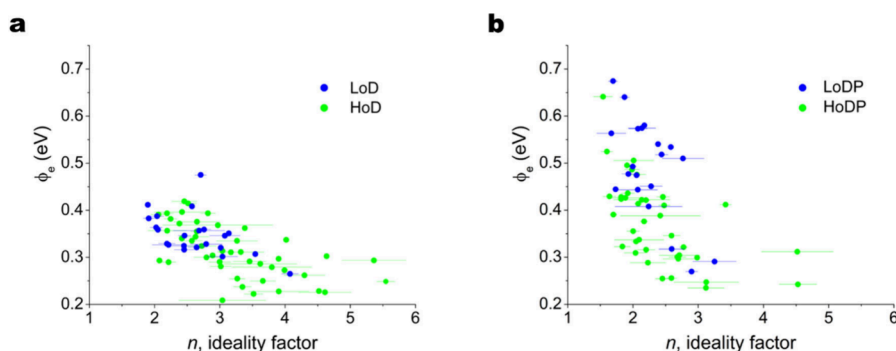 a
b
0.7
0.6
0.5
0.4
0.3
0.2
ϕe (eV)
LoD
HoD
1 2 3 4 5 6
n, ideality factor
0.7
0.6
0.5
0.4
0.3
0.2
ϕe (eV)
LoDP
HoDP
1 2 3 4 5 6
n, ideality factor